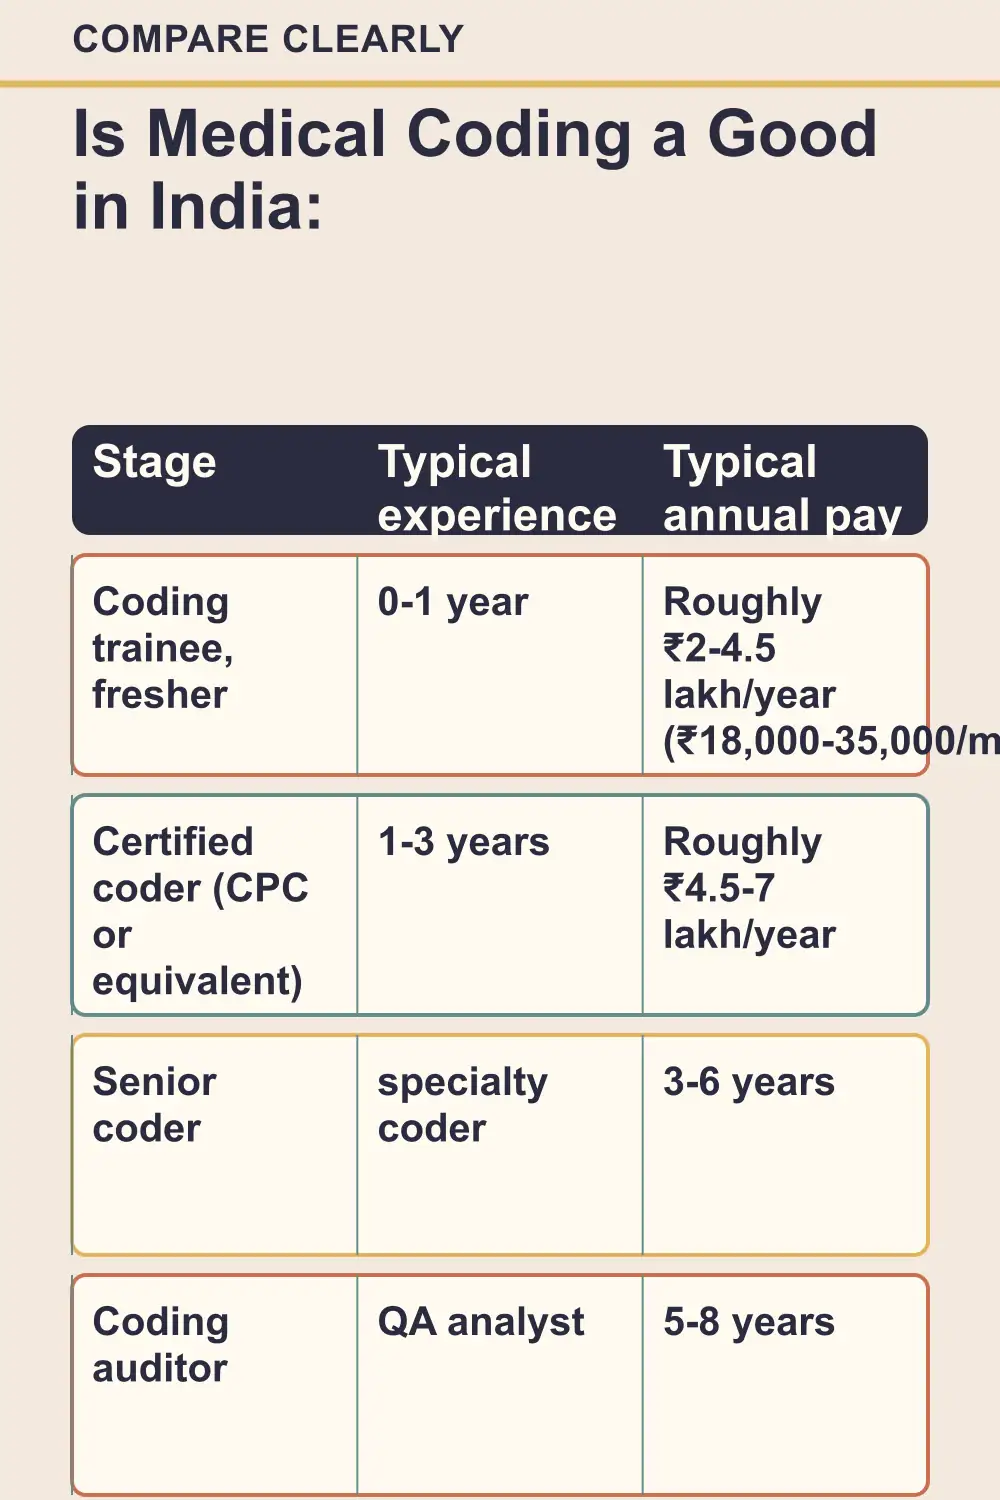 COMPARE CLEARLY
Is Medical Coding a Good
in India:
Stage
Typical
experience
Typical
annual pay
Coding
trainee,
fresher
0-1 year
Roughly
₹2-4.5
lakh/year
(₹18,000-35,000/m
Certified
coder (CPC
or
equivalent)
1-3 years
Roughly
₹4.5-7
lakh/year
Senior
coder
specialty
coder
3-6 years
Coding
auditor
QA analyst
5-8 years